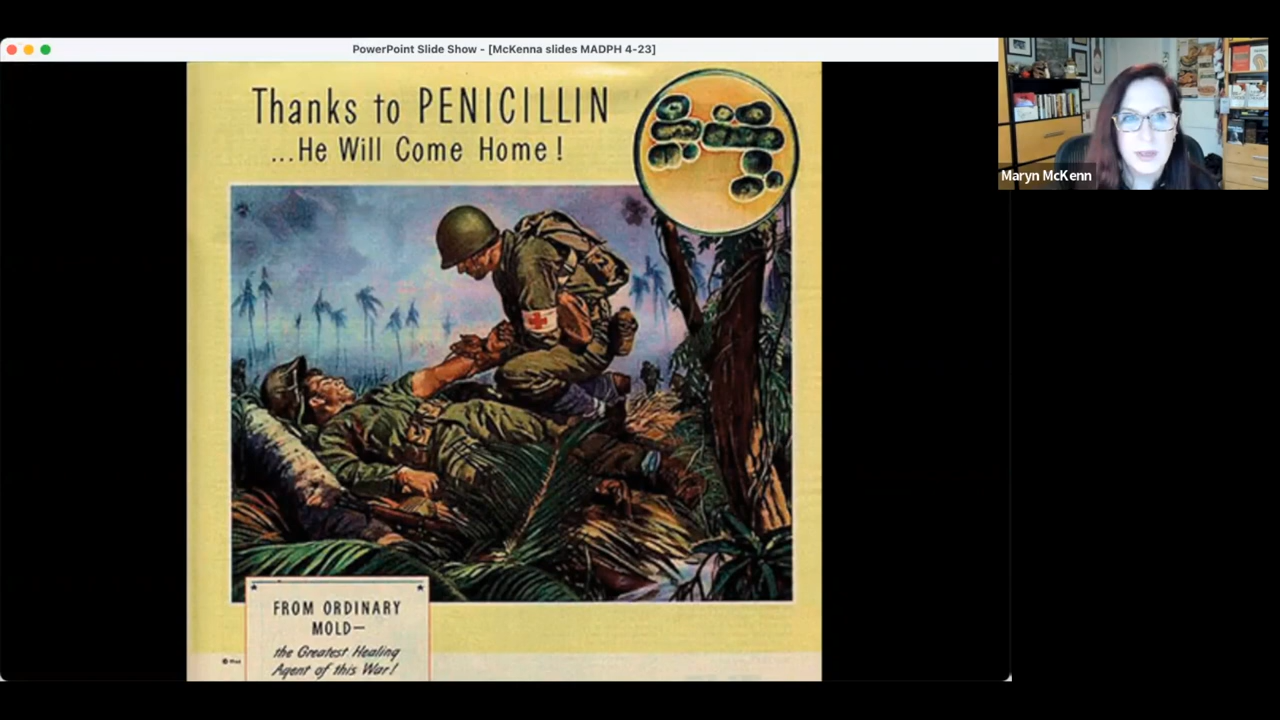 PowerPoint Slide Show - [McKenna slides MADPH 4-23]
Thanks to PENICILLIN
...He Will Come Home!
FROM ORDINARY
MOLD—
the Greatest Healing
Agent of this War!
Maryn McKenn